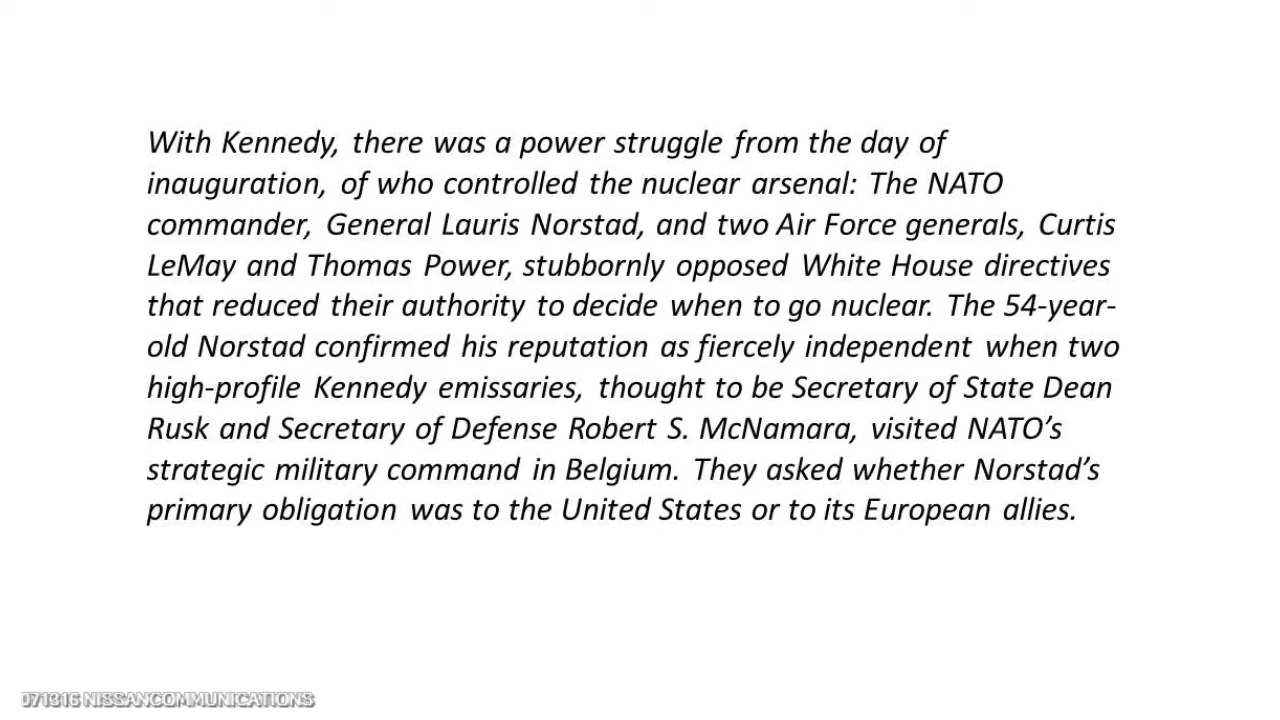 With Kennedy, there was a power struggle from the day of
inauguration, of who controlled the nuclear arsenal: The NATO
commander, General Lauris Norstad, and two Air Force generals, Curtis
LeMay and Thomas Power, stubbornly opposed White House directives
that reduced their authority to decide when to go nuclear. The 54-year-
old Norstad confirmed his reputation as fiercely independent when two
high-profile Kennedy emissaries, thought to be Secretary of State Dean
Rusk and Secretary of Defense Robert S. McNamara, visited NATO’s
strategic military command in Belgium. They asked whether Norstad’s
primary obligation was to the United States or to its European allies.
071316 NISSANCOMMUNICATIONS